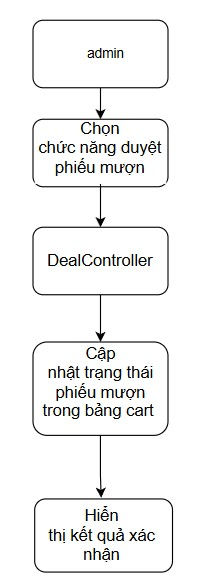 admin
Chọn
chức năng duyệt
phiếu mượn
DealController
Cập
nhật trạng thái
phiếu mượn
trong bảng cart
Hiển
thị kết quả xác
nhận